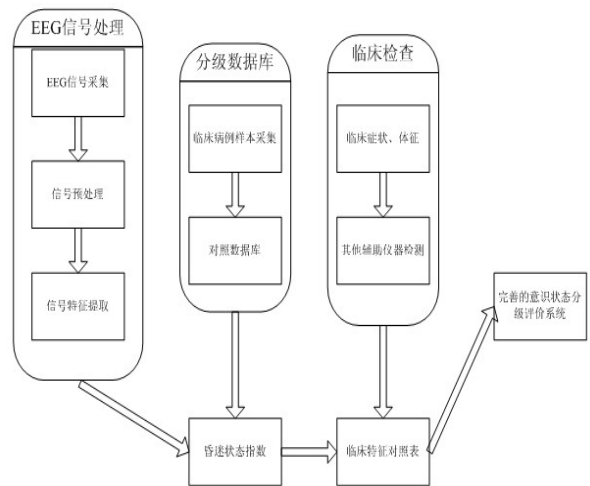 EEG信号处理
EEG信号采集
信号预处理
信号特征提取
分级数据库
临床病例样本采集
对照数据库
临床检查
临床症状、体征
其他辅助仪器检测
完善的意识状态分
级评价系统
昏迷状态指数
临床特征对照表